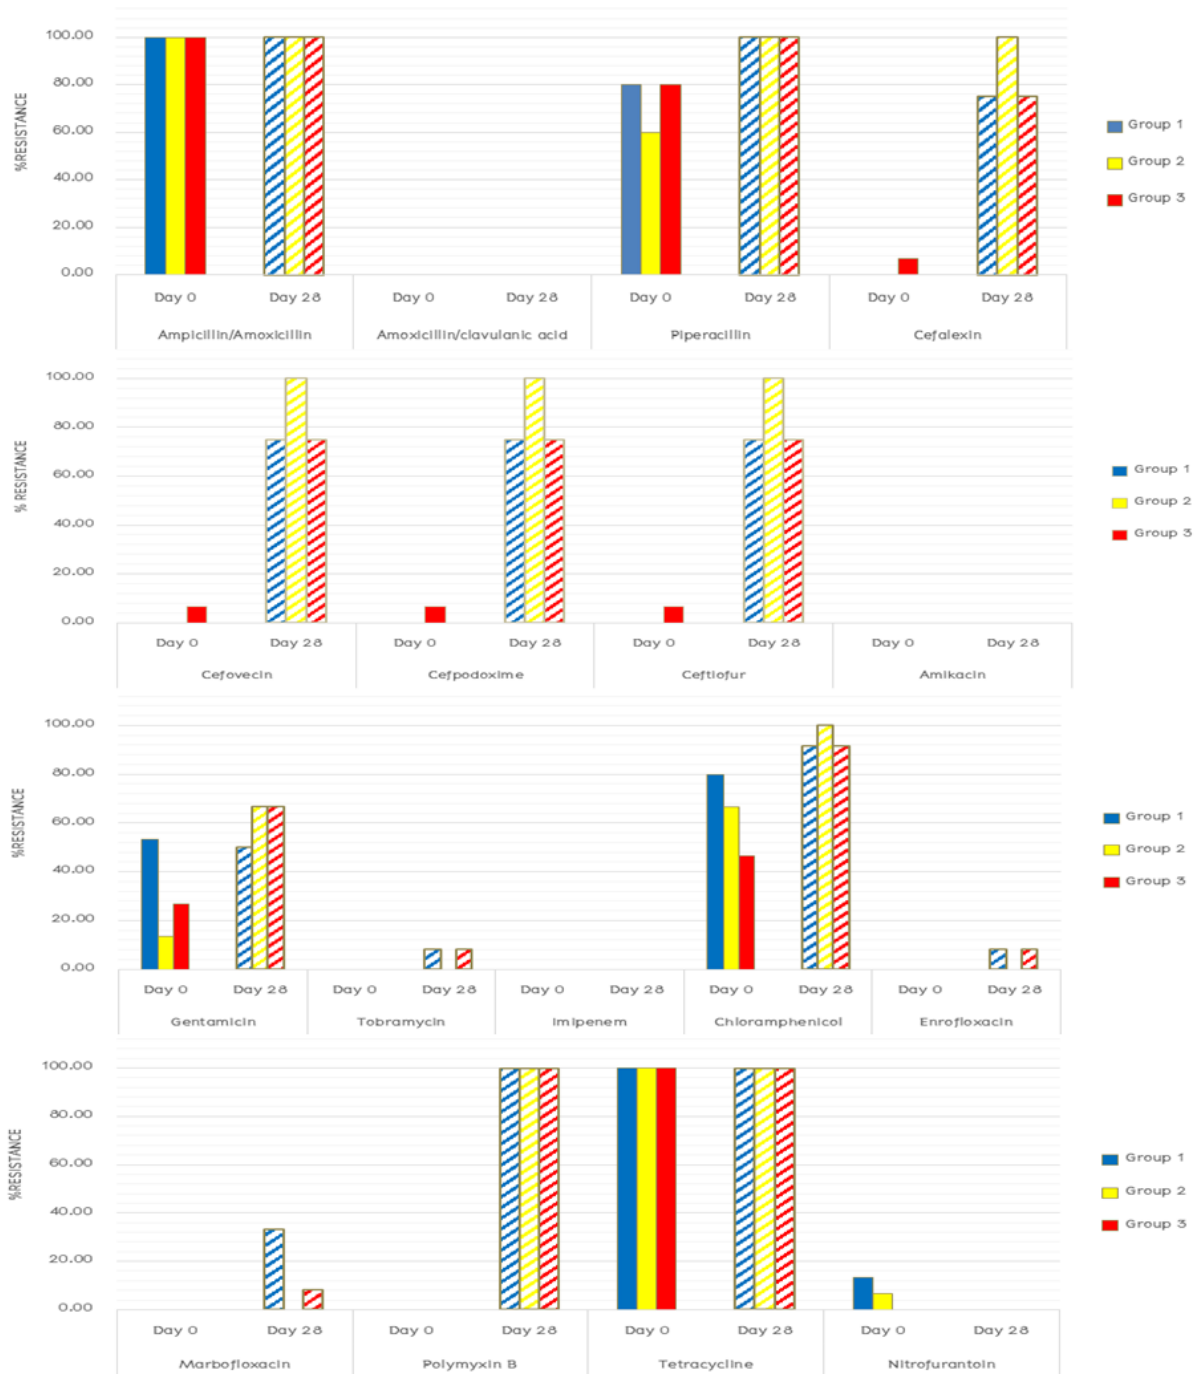 100.00
80.00
60.00
40.00
20.00
0.00
%RESISTANCE
Day 0 Day 28 Day 0 Day 28 Day 0 Day 28 Day 0 Day 28
Ampicillin/Amoxicillin Amoxicillin/clavulanic acid Piperacillin Cefalexin
Group 1
Group 2
Group 3
100.00
80.00
60.00
40.00
20.00
0.00
% RESISTANCE
Day 0 Day 28 Day 0 Day 28 Day 0 Day 28 Day 0 Day 28
Cefovecin Cefpodoxime Ceftiofur Amikacin
Group 1
Group 2
Group 3
100.00
80.00
60.00
40.00
20.00
0.00
%RESISTANCE
Day 0 Day 28 Day 0 Day 28 Day 0 Day 28 Day 0 Day 28 Day 0 Day 28
Gentamicin Tobramycin Imipenem Chloramphenicol Enrofloxacin
Group 1
Group 2
Group 3
100.00
80.00
60.00
40.00
20.00
0.00
%RESISTANCE
Day 0 Day 28 Day 0 Day 28 Day 0 Day 28 Day 0 Day 28
Marbofloxacin Polymyxin B Tetracycline Nitrofurantoin
Group 1
Group 2
Group 3